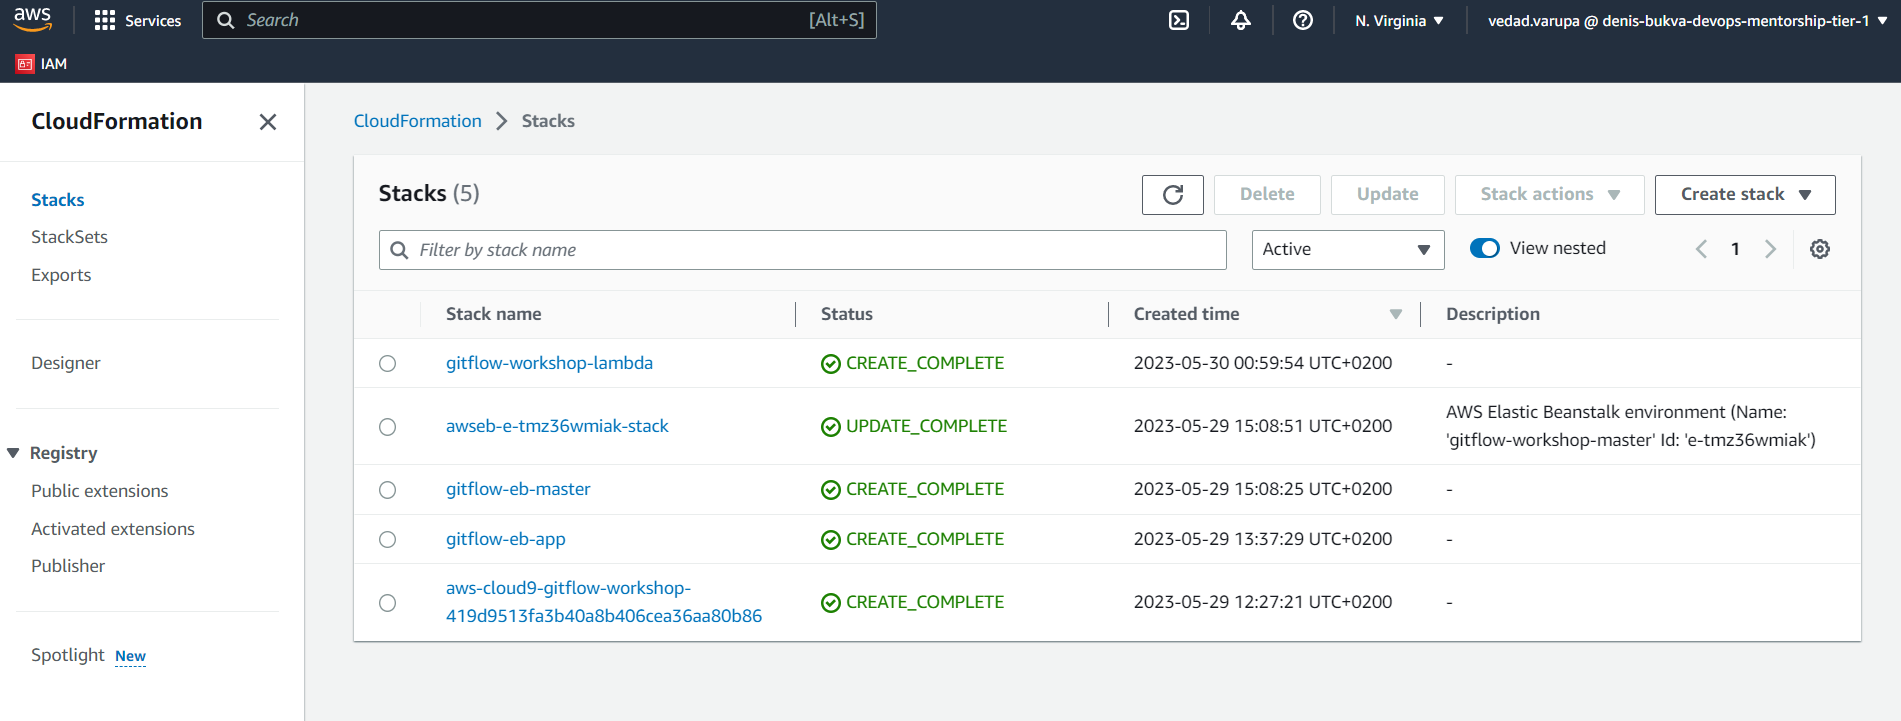 aws
Services
Search
[Alt+S]
N. Virginia
vedad.varupa @ denis-bukva-devops-mentorship-tier-1
IAM
CloudFormation
Stacks
StackSets
Exports
Designer
Registry
Public extensions
Activated extensions
Publisher
Spotlight New
CloudFormation > Stacks
Stacks (5)
Delete
Update
Stack actions
Create stack
Filter by stack name
Active
View nested
1
Stack name Status Created time Description
gitflow-workshop-lambda CREATE_COMPLETE 2023-05-30 00:59:54 UTC+0200 -
awseb-e-tmz36wmiak-stack UPDATE_COMPLETE 2023-05-29 15:08:51 UTC+0200 AWS Elastic Beanstalk environment (Name:
'gitflow-workshop-master' Id: 'e-tmz36wmiak')
gitflow-eb-master CREATE_COMPLETE 2023-05-29 15:08:25 UTC+0200 -
gitflow-eb-app CREATE_COMPLETE 2023-05-29 13:37:29 UTC+0200 -
aws-cloud9-gitflow-workshop-
419d9513fa3b40a8b406cea36aa80b86 CREATE_COMPLETE 2023-05-29 12:27:21 UTC+0200 -